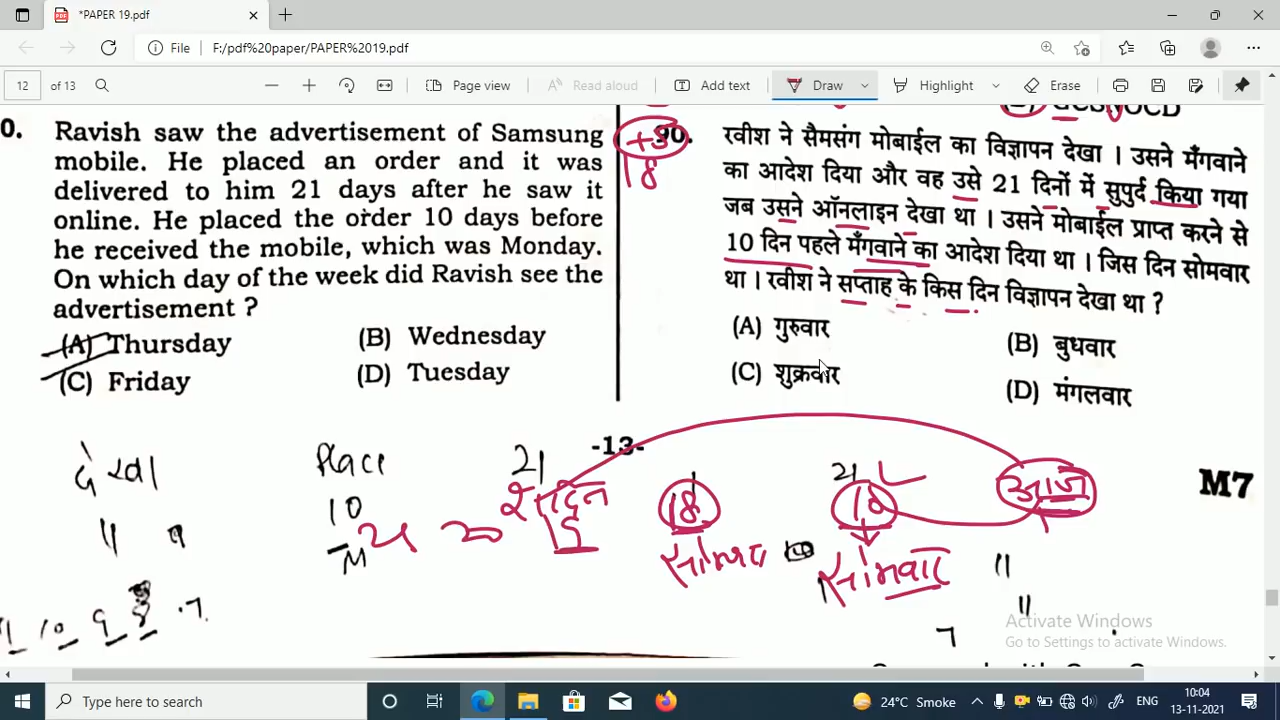 *PAPER 19.pdf
File F:/pdf%20paper/PAPER%2019.pdf
12 of 13 Page view Read aloud Add text Draw Highlight Erase
0. Ravish saw the advertisement of Samsung
mobile. He placed an order and it was
delivered to him 21 days after he saw it
online. He placed the order 10 days before
he received the mobile, which was Monday.
On which day of the week did Ravish see the
advertisement ?
(A) Thursday (B) Wednesday
(C) Friday (D) Tuesday
+5
18
90. रवीश ने सैमसंग मोबाईल का विज्ञापन देखा । उसने मँगवाने
का आदेश दिया और वह उसे 21 दिनों में सुपुर्द किया गया
जब उसने ऑनलाइन देखा था । उसने मोबाईल प्राप्त करने से
10 दिन पहले मँगवाने का आदेश दिया था । जिस दिन सोमवार
था । रवीश ने सप्ताह के किस दिन विज्ञापन देखा था ?
(A) गुरुवार (B) बुधवार
(C) शुक्रवार (D) मंगलवार
-13-
M7
देखा Place 21 21 आज
10 दिन 18
M सोमवार
10 9 8 7
7
Activate Windows
Go to Settings to activate Windows.
Type here to search
24°C Smoke ENG 10:04
13-11-2021